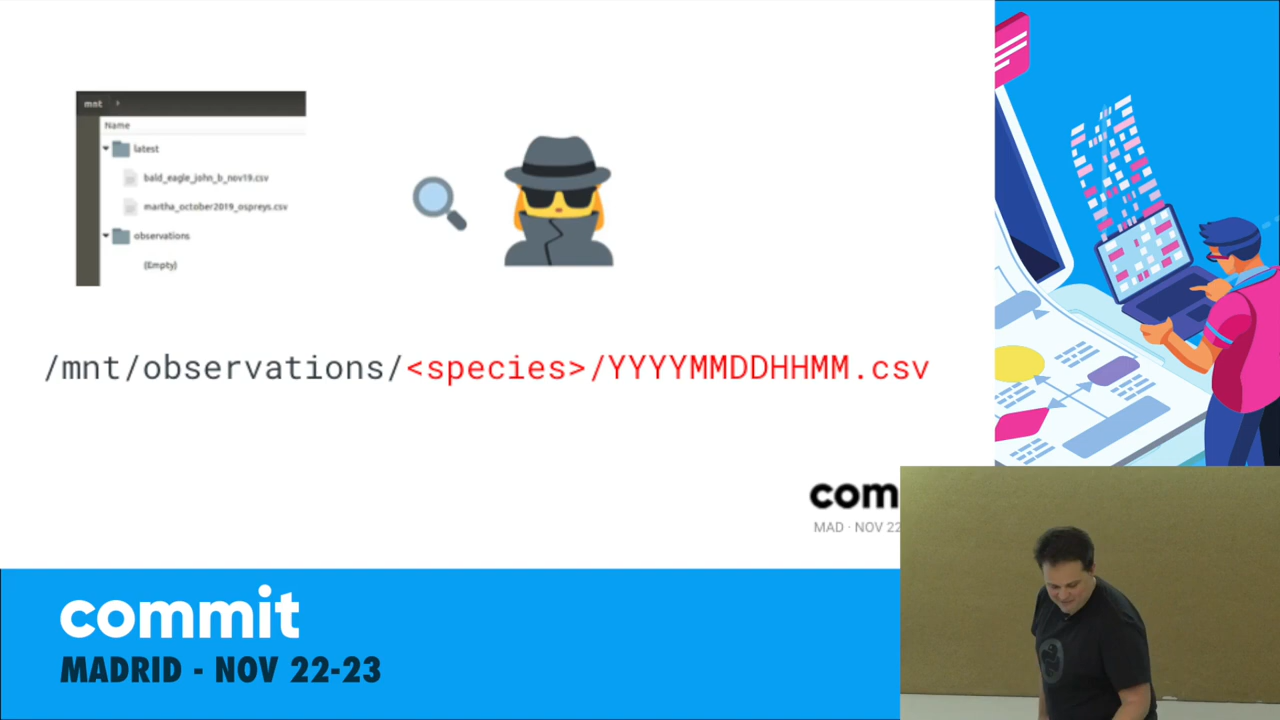 mnt
Name
latest
bald_eagle_john_b_nov19.csv
martha_october2019_ospreys.csv
observations
(Empty)
/mnt/observations/<species>/YYYYMMDDHHMM.csv
com
MAD · NOV 22
commit
MADRID - NOV 22-23